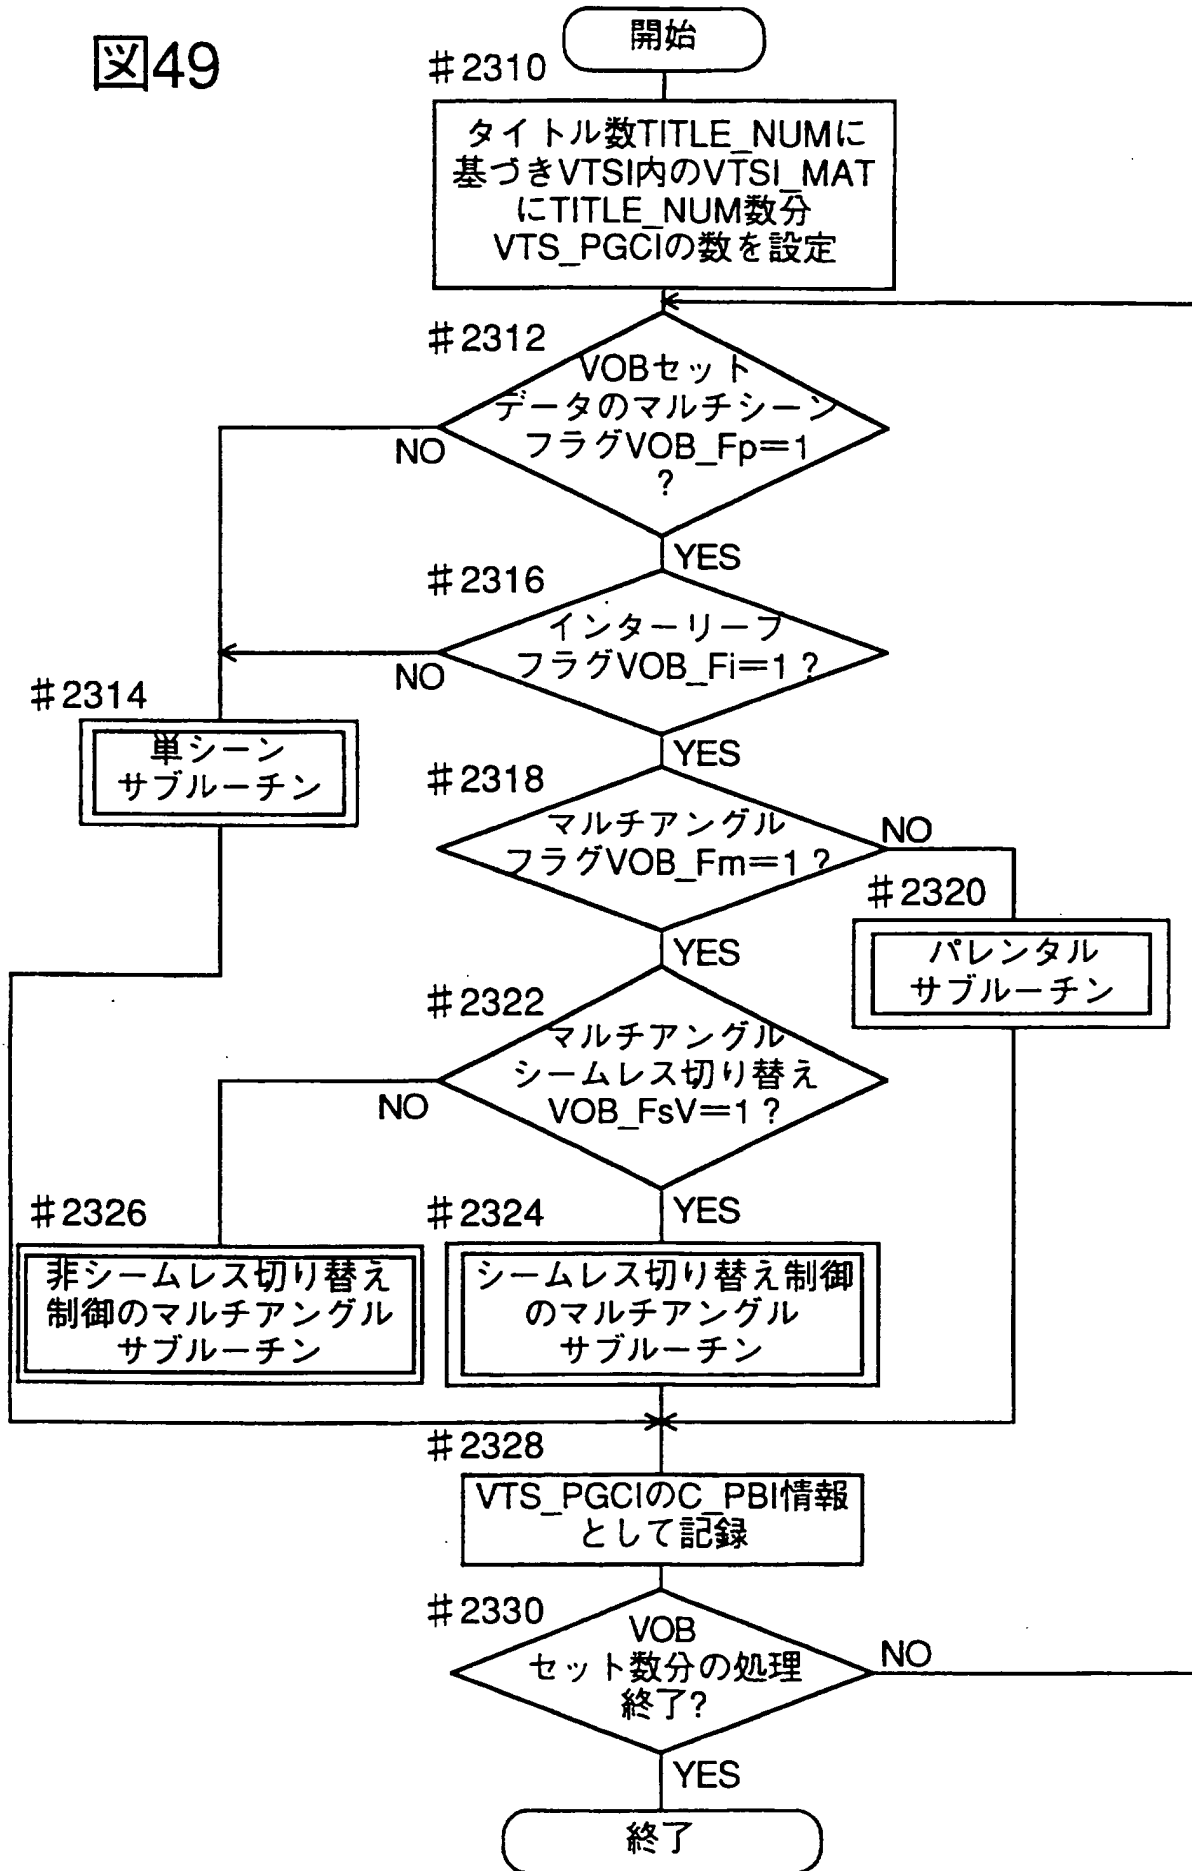 図49
開始
#2310
タイトル数TITLE_NUMに
基づきVTSI内のVTSI_MAT
にTITLE_NUM数分
VTS_PGCIの数を設定
#2312
VOBセット
データのマルチシーン
フラグVOB_Fp=1
?
NO
YES
#2316
インターリーフ
フラグVOB_Fi=1?
NO
YES
#2314
単シーン
サブルーチン
#2318
マルチアングル
フラグVOB_Fm=1?
NO
YES
#2320
パレンタル
サブルーチン
#2322
マルチアングル
シームレス切り替え
VOB_FsV=1?
NO
YES
#2326
非シームレス切り替え
制御のマルチアングル
サブルーチン
#2324
シームレス切り替え制御
のマルチアングル
サブルーチン
#2328
VTS_PGCIのC_PBI情報
として記録
#2330
VOB
セット数分の処理
終了?
NO
YES
終了